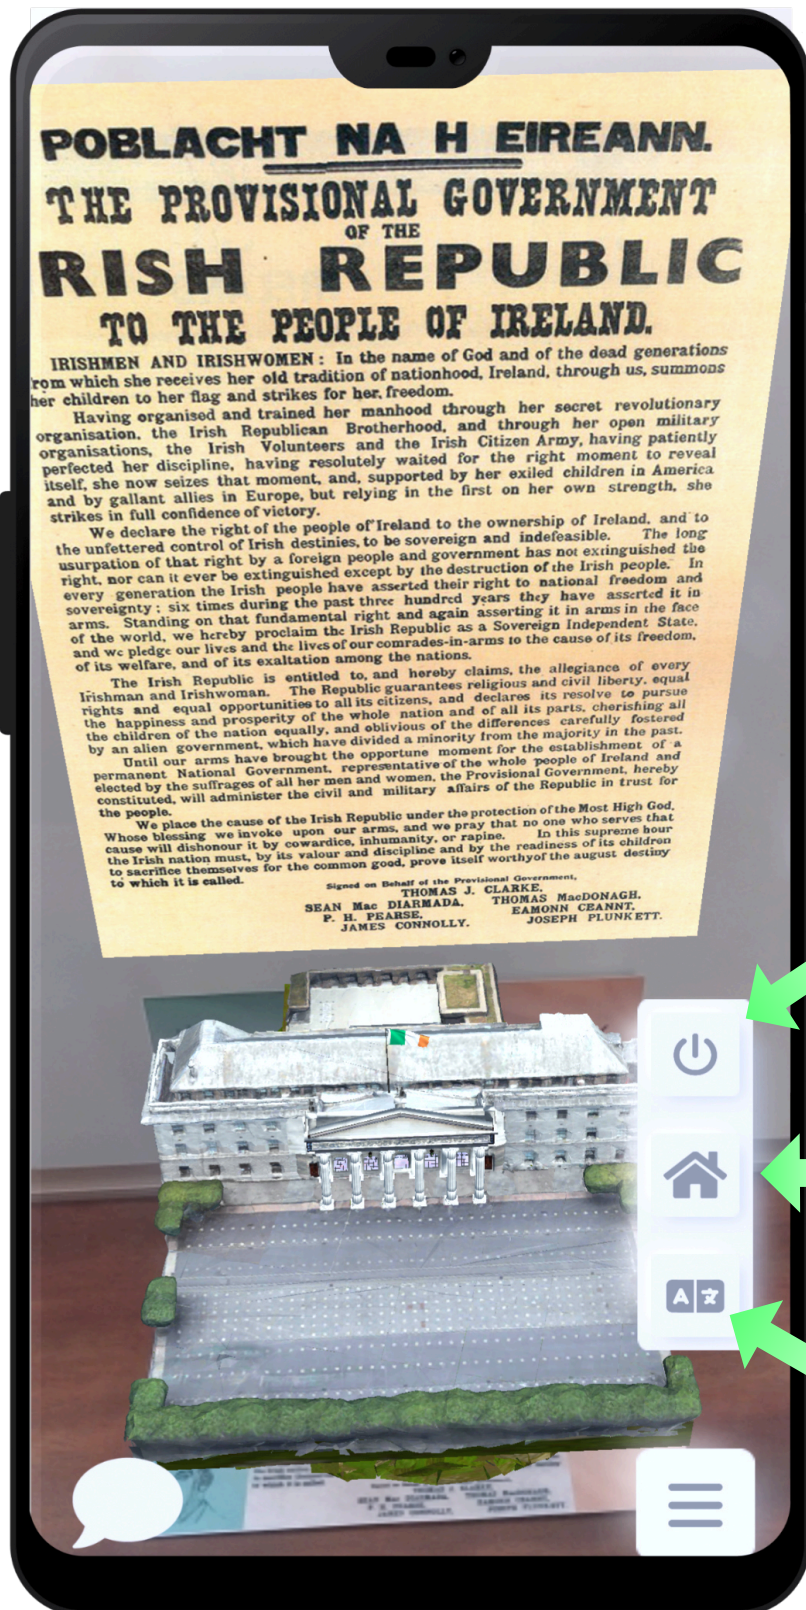 POBLACHT NA H EIREANN.
THE PROVISIONAL GOVERNMENT
OF THE
RISH REPUBLIC
TO THE PEOPLE OF IRELAND.
IRISHMEN AND IRISHWOMEN : In the name of God and of the dead generations
rom which she receives her old tradition of nationhood, Ireland, through us, summons
her children to her flag and strikes for her freedom.
Having organised and trained her manhood through her secret revolutionary
organisation, the Irish Republican Brotherhood, and through her open military
organisations, the Irish Volunteers and the Irish Citizen Army, having patiently
perfected her discipline, having resolutely waited for the right moment to reveal
itself, she now seizes that moment, and, supported by her exiled children in America
and by gallant allies in Europe, but relying in the first on her own strength, she
strikes in full confidence of victory.
We declare the right of the people of Ireland to the ownership of Ireland, and to
the unfettered control of Irish destinies, to be sovereign and indefeasible. The long
usurpation of that right by a foreign people and government has not extinguished the
right, nor can it ever be extinguished except by the destruction of the Irish people. In
every generation the Irish people have asserted their right to national freedom and
sovereignty ; six times during the past three hundred years they have asserted it in
arms. Standing on that fundamental right and again asserting it in arms in the face
of the world, we hereby proclaim the Irish Republic as a Sovereign Independent State,
and we pledge our lives and the lives of our comrades-in-arms to the cause of its freedom,
of its welfare, and of its exaltation among the nations.
The Irish Republic is entitled to, and hereby claims, the allegiance of every
Irishman and Irishwoman. The Republic guarantees religious and civil liberty, equal
rights and equal opportunities to all its citizens, and declares its resolve to pursue
the happiness and prosperity of the whole nation and of all its parts, cherishing all
the children of the nation equally, and oblivious of the differences carefully fostered
by an alien government, which have divided a minority from the majority in the past.
Until our arms have brought the opportune moment for the establishment of a
permanent National Government, representative of the whole people of Ireland and
elected by the suffrages of all her men and women, the Provisional Government, hereby
constituted, will administer the civil and military affairs of the Republic in trust for
the people.
We place the cause of the Irish Republic under the protection of the Most High God,
Whose blessing we invoke upon our arms, and we pray that no one who serves that
cause will dishonour it by cowardice, inhumanity, or rapine. In this supreme hour
the Irish nation must, by its valour and discipline and by the readiness of its children
to sacrifice themselves for the common good, prove itself worthy of the august destiny
to which it is called.
Signed on Behalf of the Provisional Government,
THOMAS J. CLARKE,
SEAN Mac DIARMADA, THOMAS MacDONAGH,
P. H. PEARSE, EAMONN CEANNT,
JAMES CONNOLLY. JOSEPH PLUNKETT.
A 文